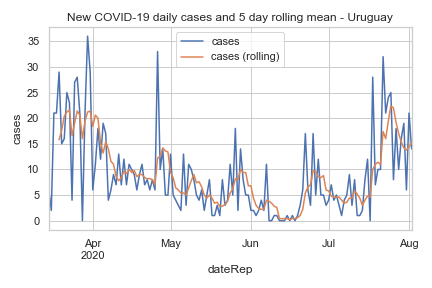 New COVID-19 daily cases and 5 day rolling mean - Uruguay
cases
cases (rolling)
35
30
25
20
15
10
5
0
cases
Apr
2020
May
Jun
Jul
Aug
dateRep